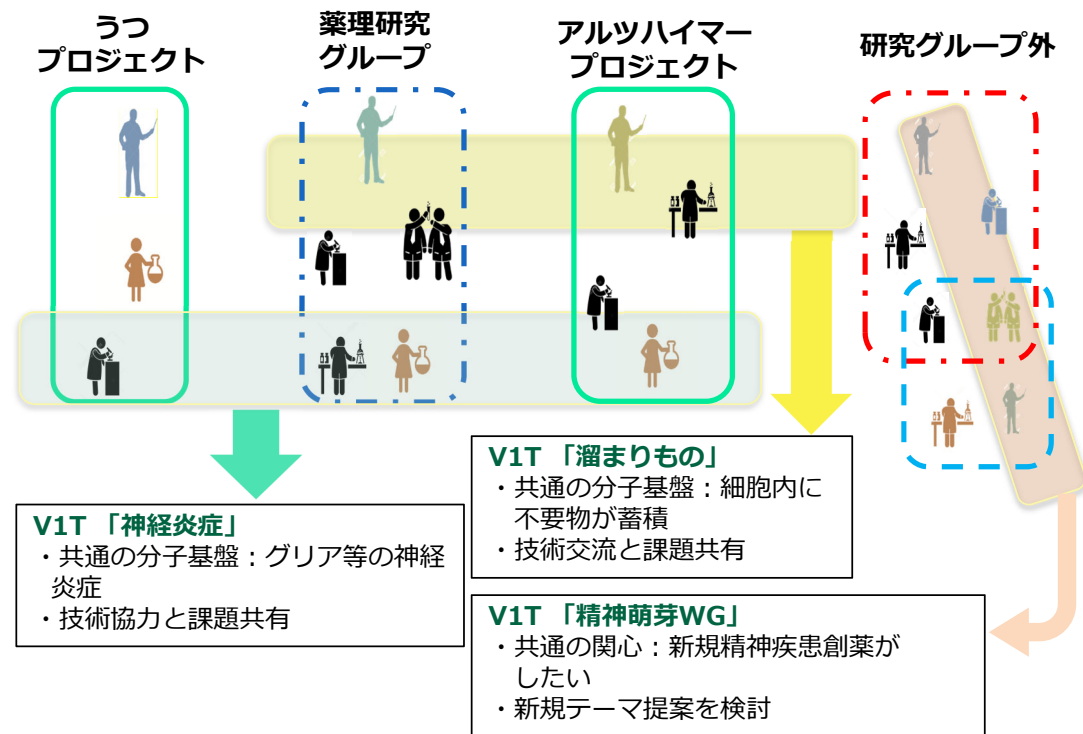 うつ
プロジェクト
薬理研究
グループ
アルツハイマー
プロジェクト
研究グループ外
V1T 「溜まりもの」
・共通の分子基盤：細胞内に
不要物が蓄積
・技術交流と課題共有
V1T 「神経炎症」
・共通の分子基盤：グリア等の神経
炎症
・技術協力と課題共有
V1T 「精神萌芽WG」
・共通の関心：新規精神疾患創薬が
したい
・新規テーマ提案を検討